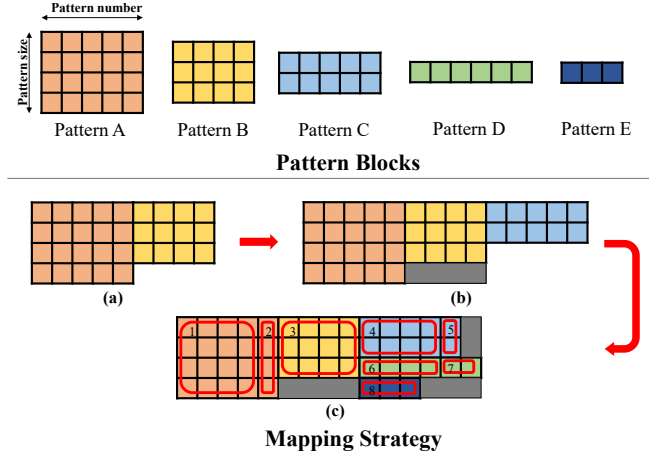 Pattern number
Pattern size
Pattern A
Pattern B
Pattern C
Pattern D
Pattern E
Pattern Blocks
(a)
(b)
1
2
3
4
5
6
7
8
(c)
Mapping Strategy